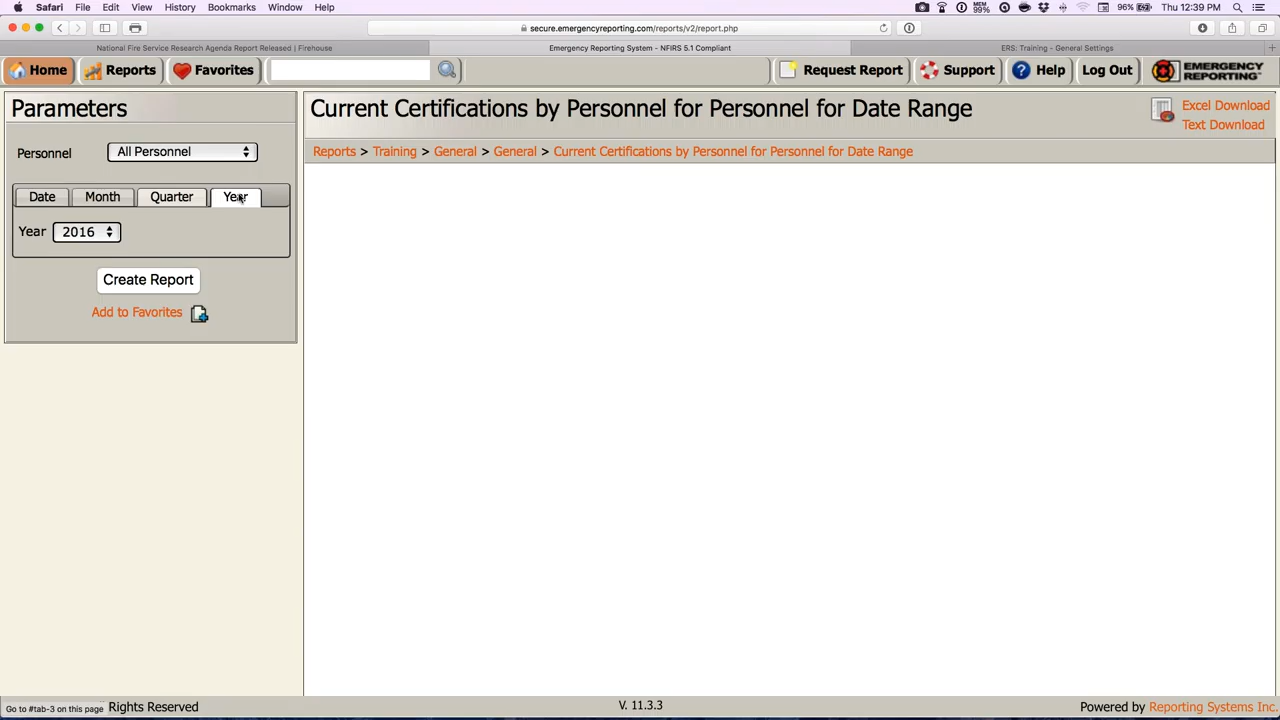 Safari File Edit View History Bookmarks Window Help MEM 99% 96% Thu 12:39 PM
secure.emergencyreporting.com/reports/v2/report.php
National Fire Service Research Agenda Report Released | Firehouse
Emergency Reporting System - NFIRS 5.1 Compliant
ERS: Training - General Settings
Home Reports Favorites Request Report Support Help Log Out EMERGENCY REPORTING
Parameters
Personnel All Personnel
Date Month Quarter Year
Year 2016
Create Report
Add to Favorites
Current Certifications by Personnel for Personnel for Date Range
Excel Download
Text Download
Reports > Training > General > General > Current Certifications by Personnel for Personnel for Date Range
Go to #tab-3 on this page Rights Reserved
V. 11.3.3
Powered by Reporting Systems Inc.